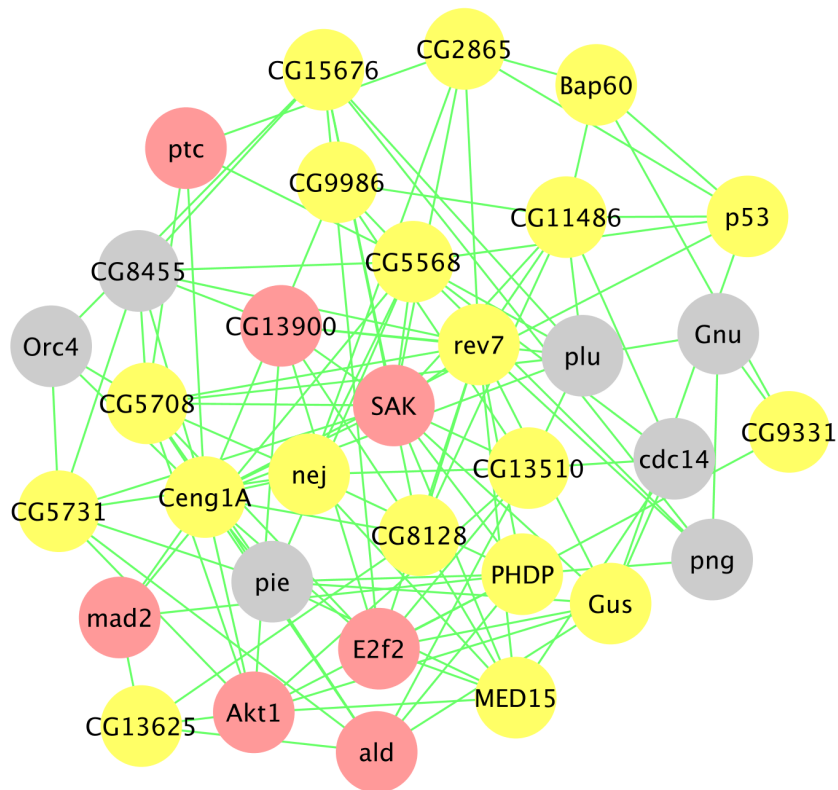 CG2865
CG15676
Bap60
ptc
CG9986
CG11486
p53
CG5568
CG8455
CG13900
Gnu
Orc4
rev7
plu
CG5708
SAK
CG9331
cdc14
CG13510
nej
Ceng1A
CG5731
CG8128
png
PHDP
pie
Gus
mad2
E2f2
MED15
Akt1
CG13625
ald